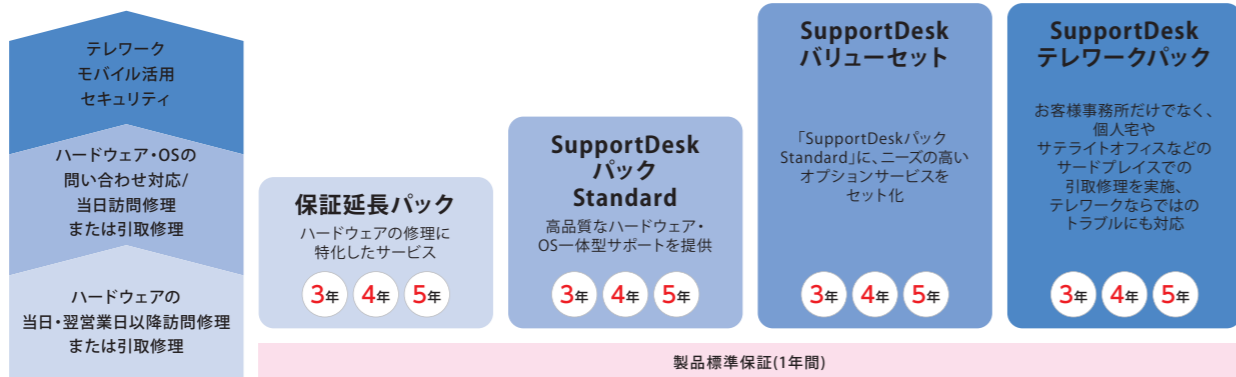 テレワーク
モバイル活用
セキュリティ
ハードウェア・OSの
問い合わせ対応/
当日訪問修理
または引取修理
ハードウェアの
当日・翌営業日以降訪問修理
または引取修理
保証延長パック
ハードウェアの修理に
特化したサービス
3年 4年 5年
SupportDesk
パック
Standard
高品質なハードウェア・
OS一体型サポートを提供
3年 4年 5年
SupportDesk
バリューセット
「SupportDeskパック
Standard」に、ニーズの高い
オプションサービスを
セット化
3年 4年 5年
SupportDesk
テレワークパック
お客様事務所だけでなく、
個人宅や
サテライトオフィスなどの
サードプレイスでの
引取修理を実施、
テレワークならではの
トラブルにも対応
3年 4年 5年
製品標準保証(1年間)